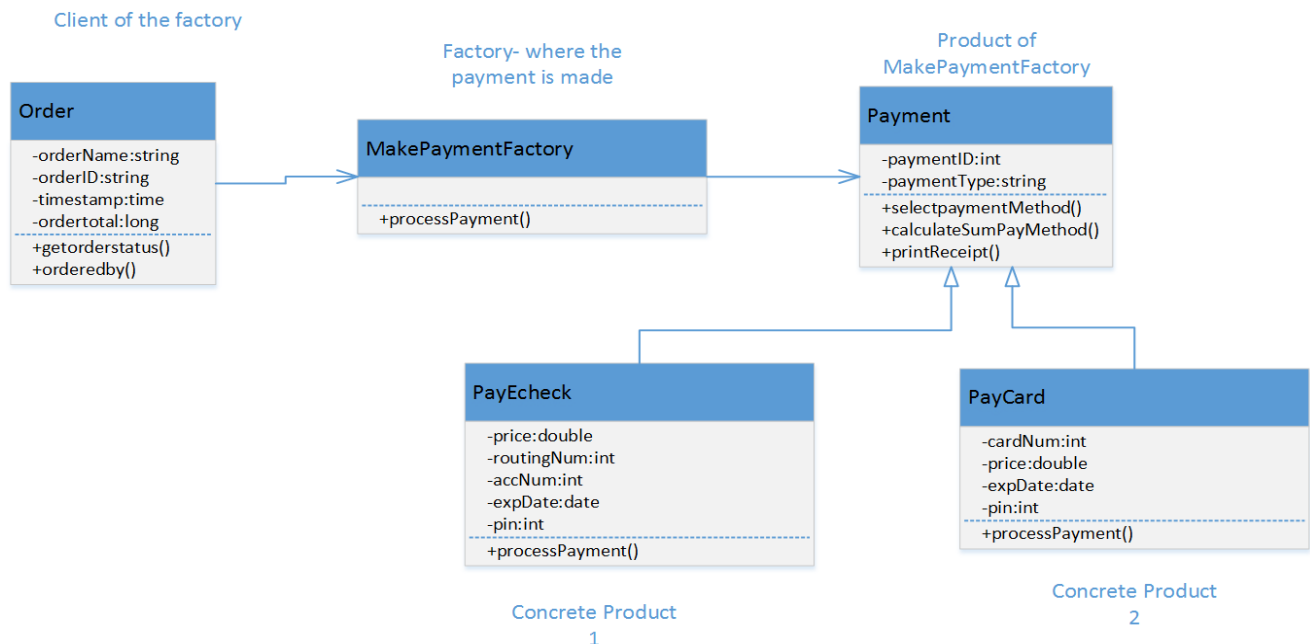 Client of the factory
Order
-orderName:string
-orderID:string
-timestamp:time
-ordertotal:long
+getorderstatus()
+orderedby()
Factory- where the
payment is made
MakePaymentFactory
+processPayment()
Product of
MakePaymentFactory
Payment
-paymentID:int
-paymentType:string
+selectpaymentMethod()
+calculateSumPayMethod()
+printReceipt()
PayEcheck
-price:double
-routingNum:int
-accNum:int
-expDate:date
-pin:int
+processPayment()
Concrete Product
1
PayCard
-cardNum:int
-price:double
-expDate:date
-pin:int
+processPayment()
Concrete Product
2